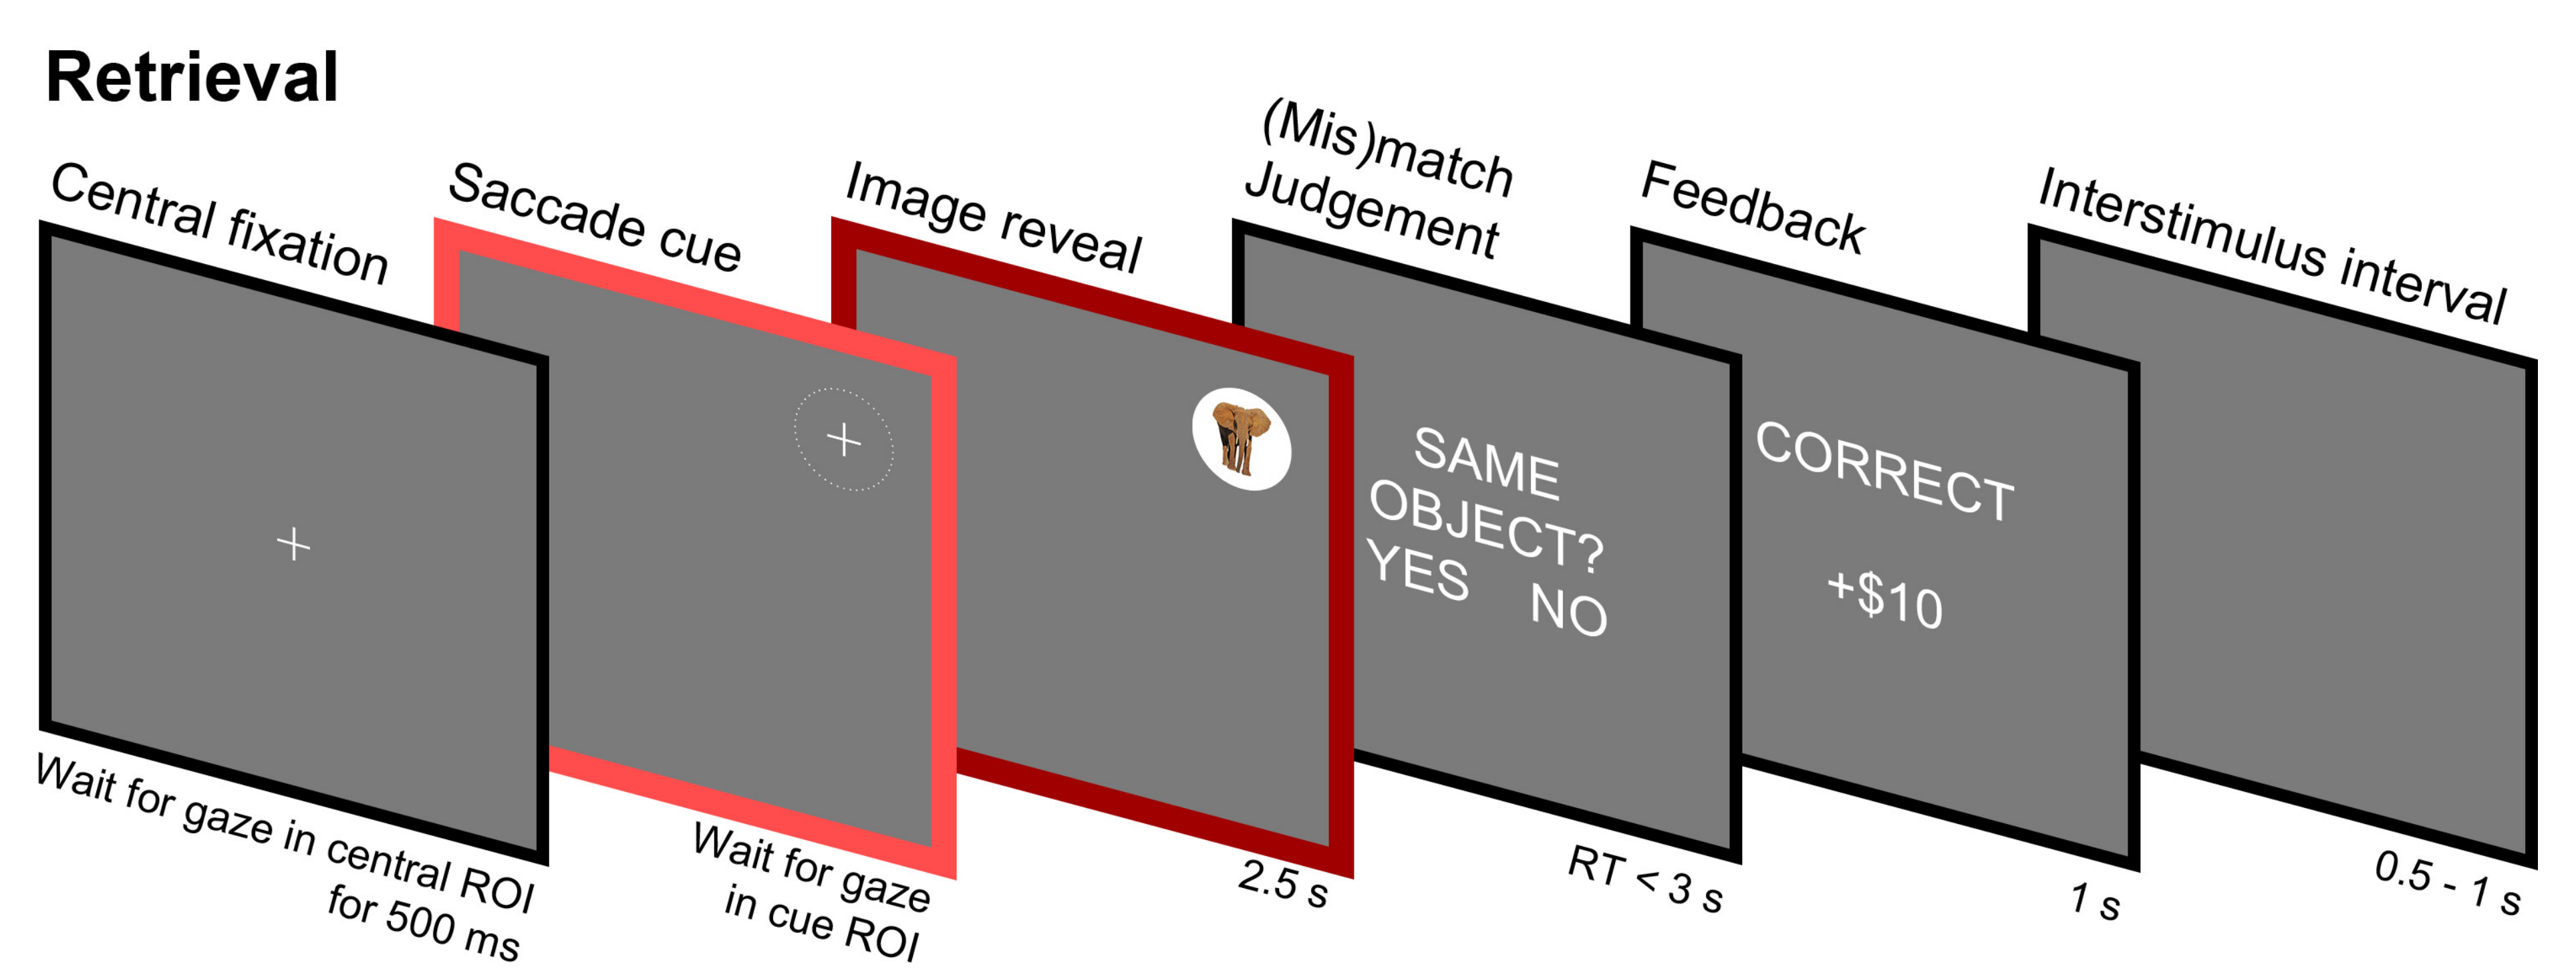 Retrieval
Central fixation
Saccade cue
Image reveal
(Mis)match
Judgement
Feedback
Interstimulus interval
SAME
OBJECT?
YES NO
CORRECT
+$10
Wait for gaze in central ROI
for 500 ms
Wait for gaze
in cue ROI
2.5 s
RT < 3 s
1 s
0.5 - 1 s